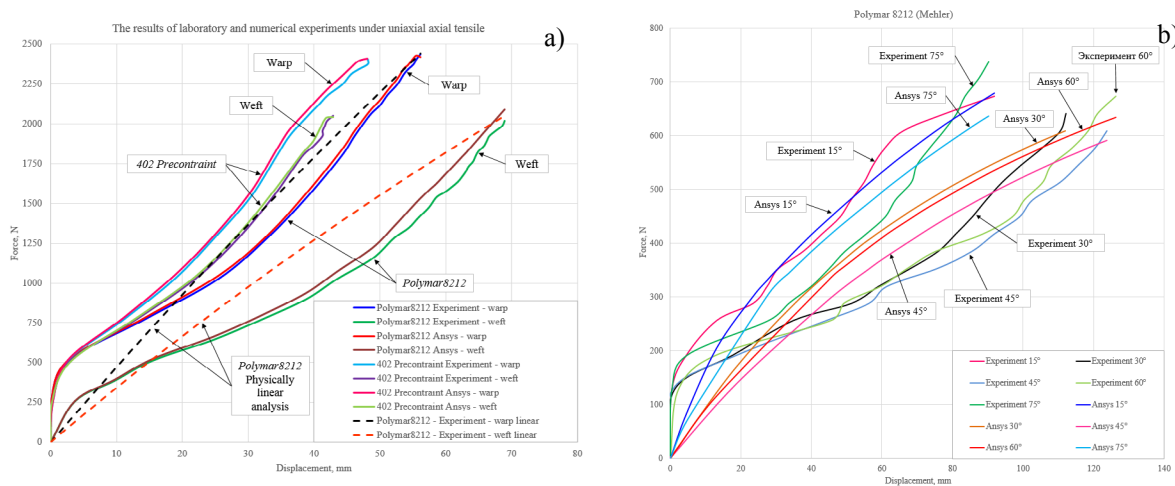 The results of laboratory and numerical experiments under uniaxial axial tensile
a)
Force, N
2500
2250
2000
1750
1500
1250
1000
750
500
250
0
0
10
20
30
40
50
60
70
80
Displacement, mm
Warp
Weft
Warp
402 Precontraint
Weft
Polymar8212
Polymar8212
Physically
linear
analysis
Polymar8212 Experiment - warp
Polymar8212 Experiment - weft
Polymar8212 Ansys - warp
Polymar8212 Ansys - weft
402 Precontraint Experiment - warp
402 Precontraint Experiment - weft
402 Precontraint Ansys - warp
402 Precontraint Ansys - weft
Polymar8212 - Experiment - warp linear
Polymar8212 - Experiment - weft linear
Polymar 8212 (Mehler)
b)
Force, N
800
700
600
500
400
300
200
100
0
0
20
40
60
80
100
120
140
Displacement, mm
Experiment 75°
Эксперимент 60°
Ansys 75°
Ansys 60°
Ansys 30°
Experiment 15°
Ansys 15°
Experiment 30°
Ansys 45°
Experiment 45°
Experiment 15°
Experiment 30°
Experiment 45°
Experiment 60°
Experiment 75°
Ansys 15°
Ansys 30°
Ansys 45°
Ansys 60°
Ansys 75°